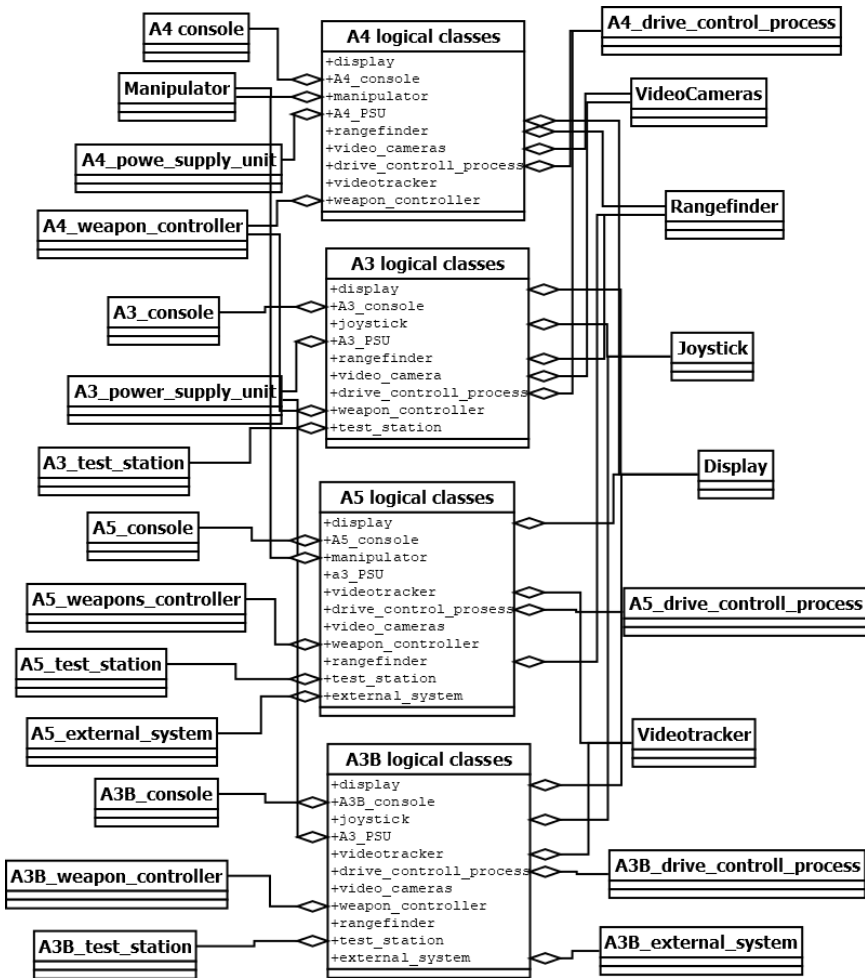 A4 console
Manipulator
A4_powe_supply_unit
A4_weapon_controller
A3_console
A3_power_supply_unit
A3_test_station
A5_console
A5_weapons_controller
A5_test_station
A5_external_system
A3B_console
A3B_weapon_controller
A3B_test_station
A4 logical classes
+display
+A4_console
+manipulator
+A4_PSU
+rangefinder
+video_cameras
+drive_controll_process
+videotracker
+weapon_controller
A3 logical classes
+display
+A3_console
+joystick
+A3_PSU
+rangefinder
+video_camera
+drive_controll_process
+weapon_controller
+test_station
A5 logical classes
+display
+A5_console
+manipulator
+a3_PSU
+videotracker
+drive_control_prosess
+video_cameras
+weapon_controller
+rangefinder
+test_station
+external_system
A3B logical classes
+display
+A3B_console
+joystick
+A3_PSU
+videotracker
+drive_controll_process
+video_cameras
+weapon_controller
+rangefinder
+test_station
+external_system
A4_drive_control_process
VideoCameras
Rangefinder
Joystick
Display
A5_drive_controll_process
Videotracker
A3B_drive_controll_process
A3B_external_system